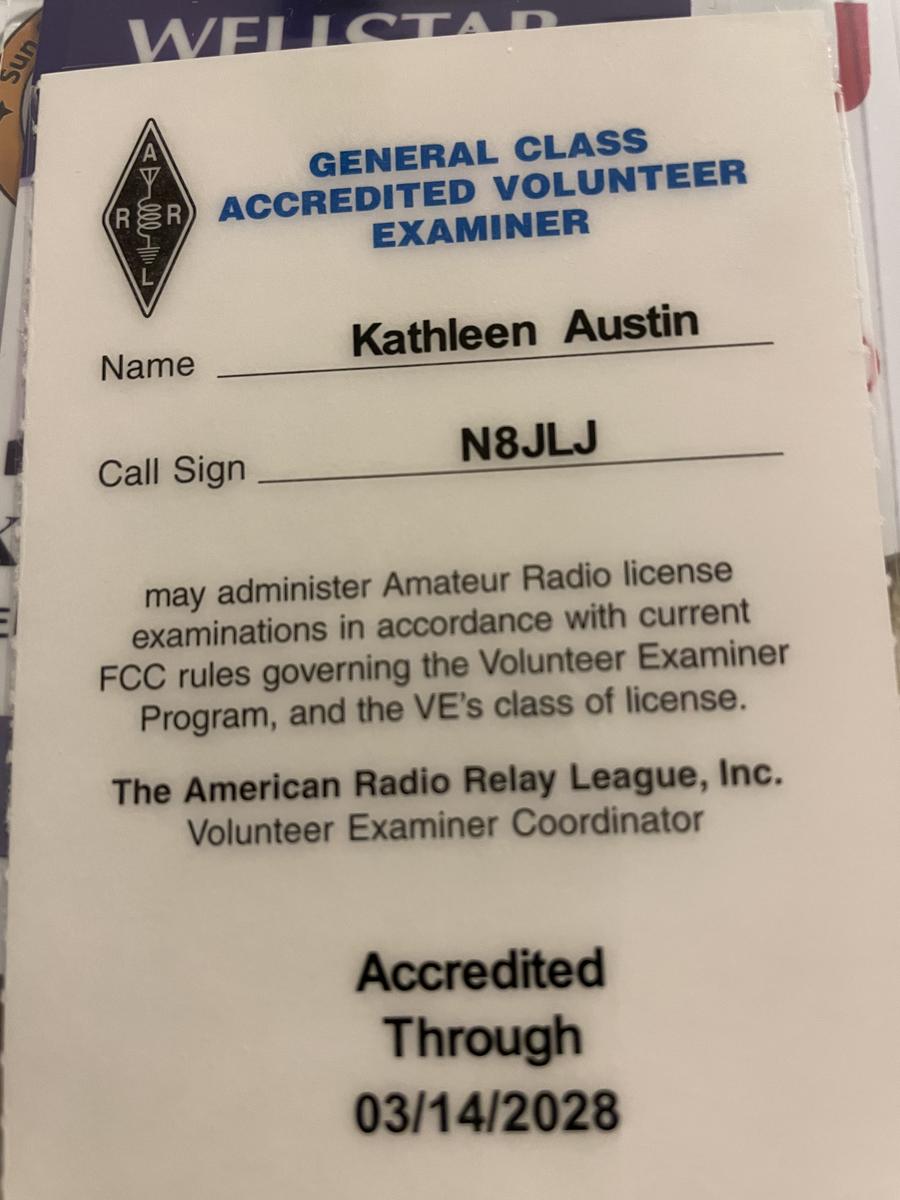 WELLSTAR
Sun
A
R R
L
GENERAL CLASS
ACCREDITED VOLUNTEER
EXAMINER
Name Kathleen Austin
Call Sign N8JLJ
may administer Amateur Radio license
examinations in accordance with current
FCC rules governing the Volunteer Examiner
Program, and the VE's class of license.
The American Radio Relay League, Inc.
Volunteer Examiner Coordinator
Accredited
Through
03/14/2028